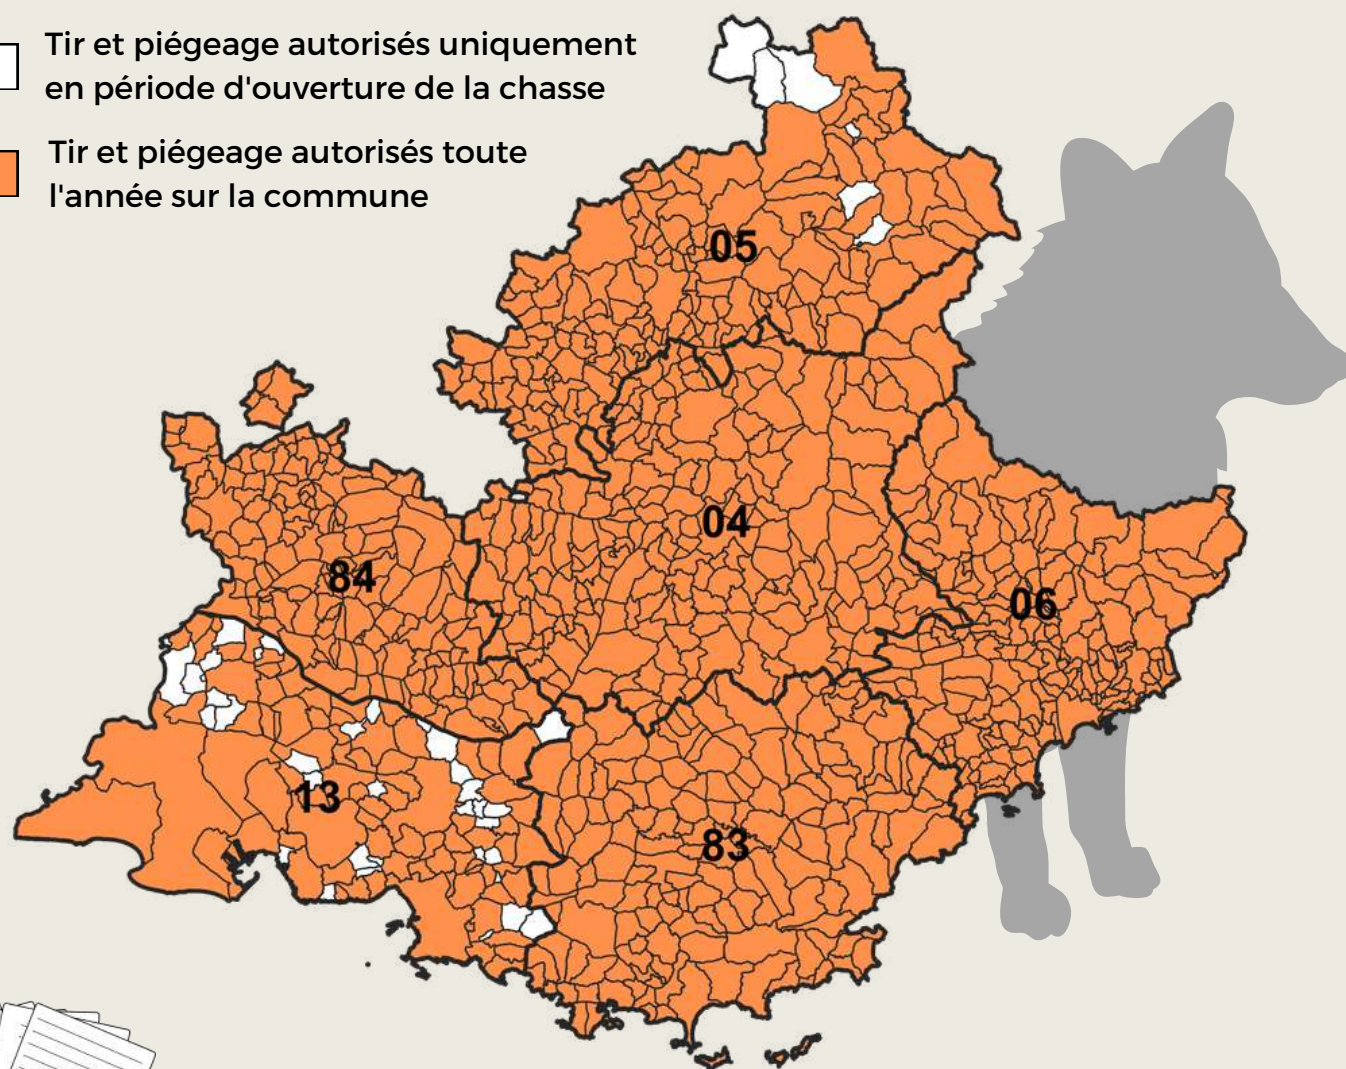 Tir et piégeage autorisés uniquement
en période d'ouverture de la chasse
Tir et piégeage autorisés toute
l'année sur la commune
05
04
84
06
13
83